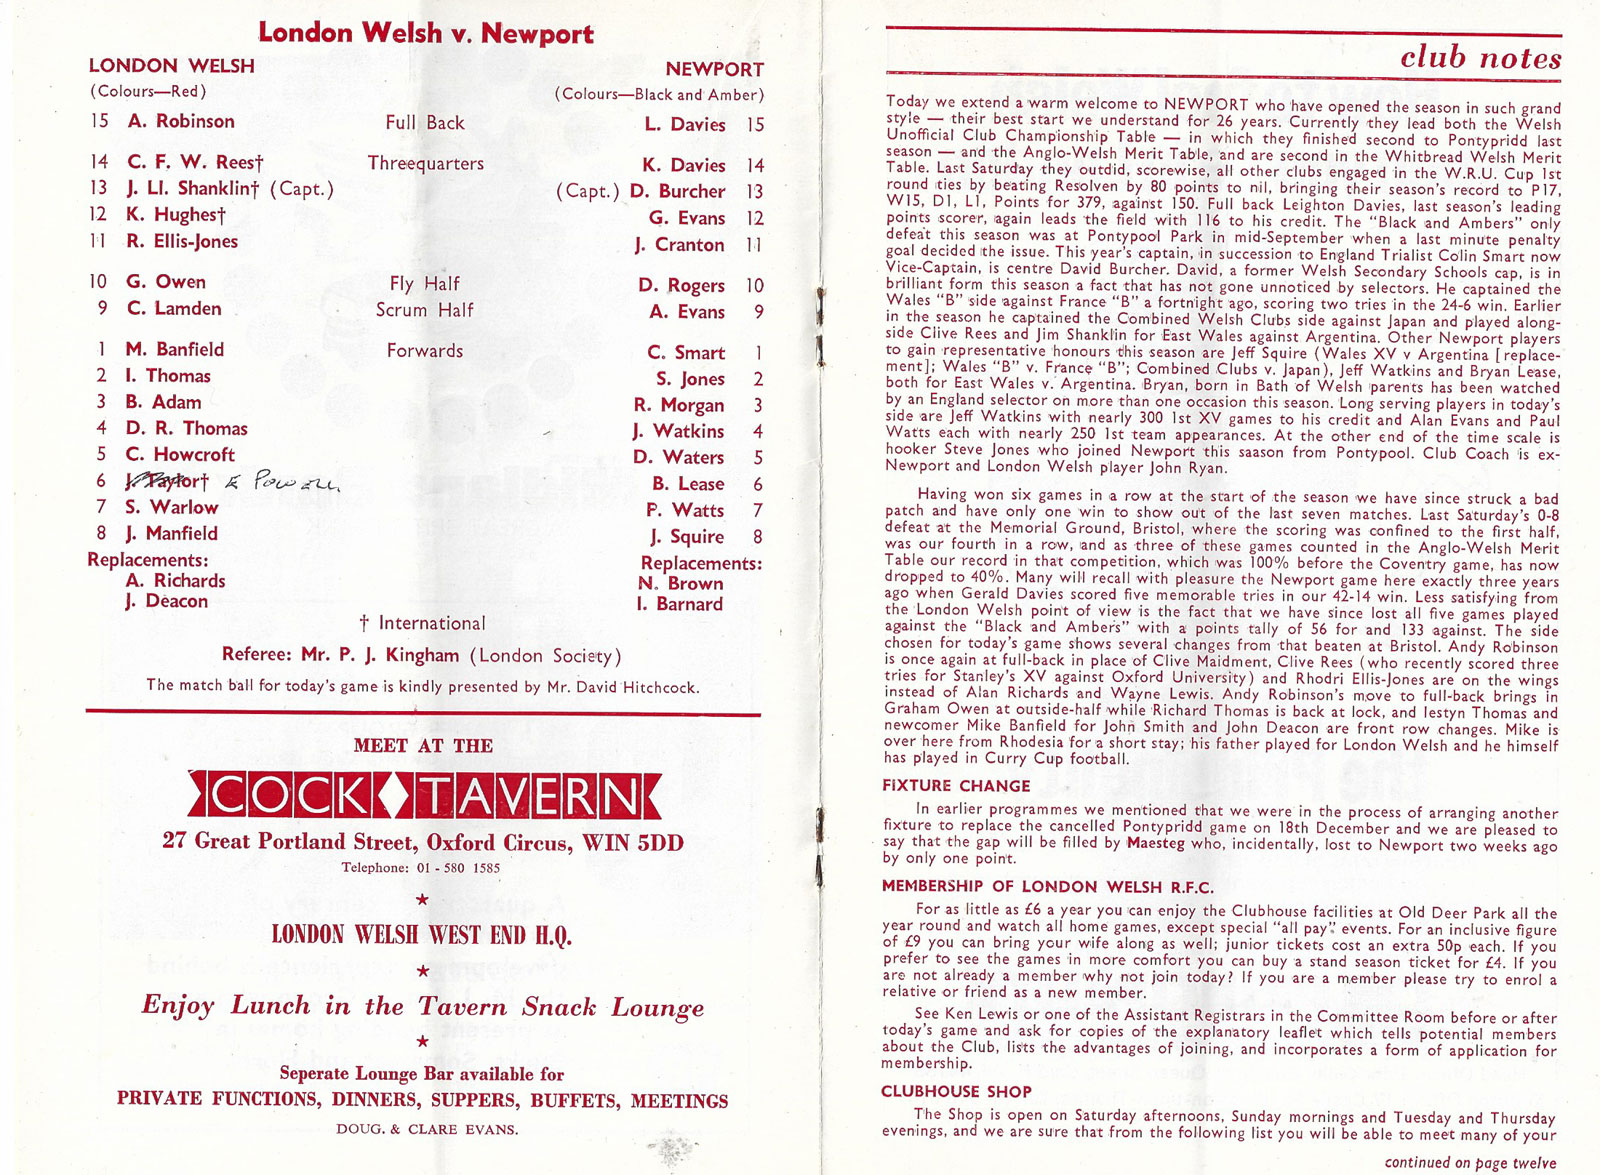 London Welsh v. Newport
LONDON WELSH NEWPORT
(Colours—Red) (Colours—Black and Amber)
15 A. Robinson Full Back L. Davies 15
14 C. F. W. Rees† Threequarters K. Davies 14
13 J. Ll. Shanklin† (Capt.) (Capt.) D. Burcher 13
12 K. Hughes† G. Evans 12
11 R. Ellis-Jones J. Cranton 11
10 G. Owen Fly Half D. Rogers 10
9 C. Lamden Scrum Half A. Evans 9
1 M. Banfield Forwards C. Smart 1
2 I. Thomas S. Jones 2
3 B. Adam R. Morgan 3
4 D. R. Thomas J. Watkins 4
5 C. Howcroft D. Waters 5
6 J. Taylor† E POWELL B. Lease 6
7 S. Warlow P. Watts 7
8 J. Manfield J. Squire 8
Replacements: Replacements:
A. Richards N. Brown
J. Deacon I. Barnard
† International
Referee: Mr. P. J. Kingham (London Society)
The match ball for today's game is kindly presented by Mr. David Hitchcock.
MEET AT THE
COCK TAVERN
27 Great Portland Street, Oxford Circus, WIN 5DD
Telephone: 01 - 580 1585
★
LONDON WELSH WEST END H.Q.
★
Enjoy Lunch in the Tavern Snack Lounge
★
Seperate Lounge Bar available for
PRIVATE FUNCTIONS, DINNERS, SUPPERS, BUFFETS, MEETINGS
DOUG. & CLARE EVANS.
club notes
Today we extend a warm welcome to NEWPORT who have opened the season in such grand
style — their best start we understand for 26 years. Currently they lead both the Welsh
Unofficial Club Championship Table — in which they finished second to Pontypridd last
season — and the Anglo-Welsh Merit Table, and are second in the Whitbread Welsh Merit
Table. Last Saturday they outdid, scorewise, all other clubs engaged in the W.R.U. Cup 1st
round ties by beating Resolven by 80 points to nil, bringing their season's record to P17,
W15, D1, L1, Points for 379, against 150. Full back Leighton Davies, last season's leading
points scorer, again leads the field with 116 to his credit. The "Black and Ambers" only
defeat this season was at Pontypool Park in mid-September when a last minute penalty
goal decided the issue. This year's captain, in succession to England Trialist Colin Smart now
Vice-Captain, is centre David Burcher. David, a former Welsh Secondary Schools cap, is in
brilliant form this season a fact that has not gone unnoticed by selectors. He captained the
Wales "B" side against France "B" a fortnight ago, scoring two tries in the 24-6 win. Earlier
in the season he captained the Combined Welsh Clubs side against Japan and played along-
side Clive Rees and Jim Shanklin for East Wales against Argentina. Other Newport players
to gain representative honours this season are Jeff Squire (Wales XV v Argentina [replace-
ment]; Wales "B" v. France "B"; Combined Clubs v. Japan), Jeff Watkins and Bryan Lease,
both for East Wales v. Argentina. Bryan, born in Bath of Welsh parents has been watched
by an England selector on more than one occasion this season. Long serving players in today's
side are Jeff Watkins with nearly 300 1st XV games to his credit and Alan Evans and Paul
Watts each with nearly 250 1st team appearances. At the other end of the time scale is
hooker Steve Jones who joined Newport this saason from Pontypool. Club Coach is ex-
Newport and London Welsh player John Ryan.
Having won six games in a row at the start of the season we have since struck a bad
patch and have only one win to show out of the last seven matches. Last Saturday's 0-8
defeat at the Memorial Ground, Bristol, where the scoring was confined to the first half,
was our fourth in a row, and as three of these games counted in the Anglo-Welsh Merit
Table our record in that competition, which was 100% before the Coventry game, has now
dropped to 40%. Many will recall with pleasure the Newport game here exactly three years
ago when Gerald Davies scored five memorable tries in our 42-14 win. Less satisfying from
the London Welsh point of view is the fact that we have since lost all five games played
against the "Black and Ambers" with a points tally of 56 for and 133 against. The side
chosen for today's game shows several changes from that beaten at Bristol. Andy Robinson
is once again at full-back in place of Clive Maidment, Clive Rees (who recently scored three
tries for Stanley's XV against Oxford University) and Rhodri Ellis-Jones are on the wings
instead of Alan Richards and Wayne Lewis. Andy Robinson's move to full-back brings in
Graham Owen at outside-half while Richard Thomas is back at lock, and Iestyn Thomas and
newcomer Mike Banfield for John Smith and John Deacon are front row changes. Mike is
over here from Rhodesia for a short stay; his father played for London Welsh and he himself
has played in Curry Cup football.
FIXTURE CHANGE
In earlier programmes we mentioned that we were in the process of arranging another
fixture to replace the cancelled Pontypridd game on 18th December and we are pleased to
say that the gap will be filled by Maesteg who, incidentally, lost to Newport two weeks ago
by only one point.
MEMBERSHIP OF LONDON WELSH R.F.C.
For as little as £6 a year you can enjoy the Clubhouse facilities at Old Deer Park all the
year round and watch all home games, except special "all pay" events. For an inclusive figure
of £9 you can bring your wife along as well; junior tickets cost an extra 50p each. If you
prefer to see the games in more comfort you can buy a stand season ticket for £4. If you
are not already a member why not join today? If you are a member please try to enrol a
relative or friend as a new member.
See Ken Lewis or one of the Assistant Registrars in the Committee Room before or after
today's game and ask for copies of the explanatory leaflet which tells potential members
about the Club, lists the advantages of joining, and incorporates a form of application for
membership.
CLUBHOUSE SHOP
The Shop is open on Saturday afternoons, Sunday mornings and Tuesday and Thursday
evenings, and we are sure that from the following list you will be able to meet many of your
continued on page twelve